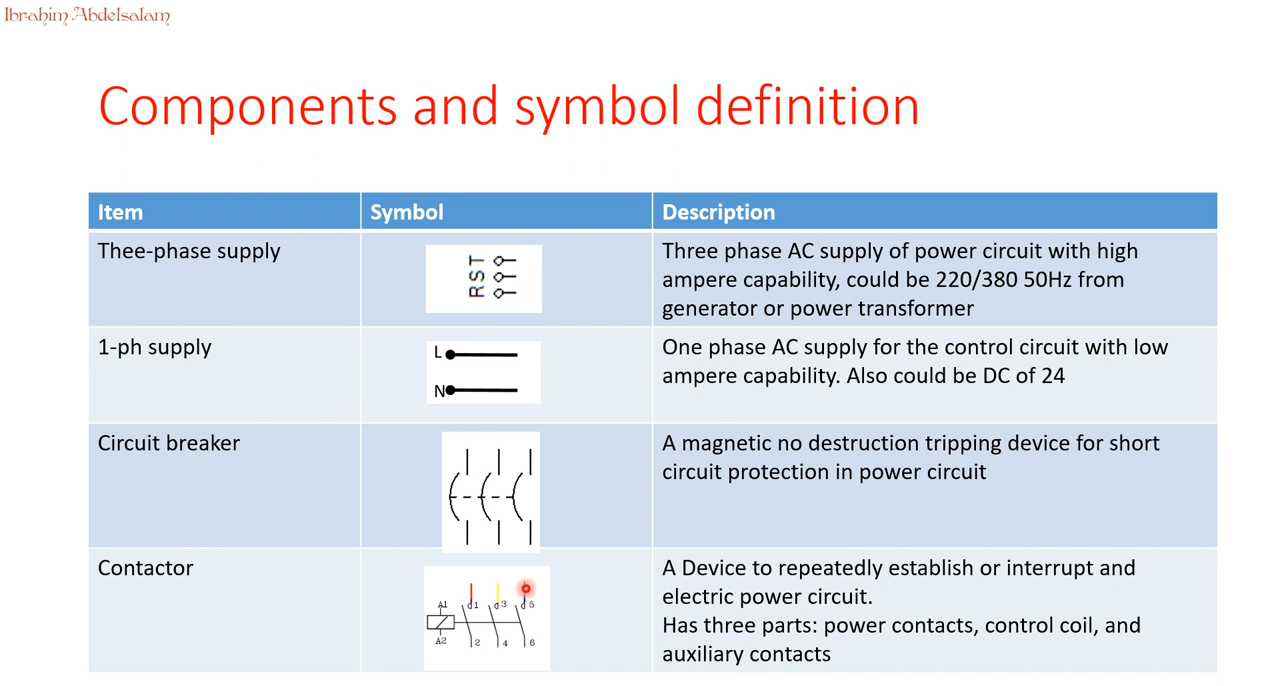 Ibrahim Abdelsalam
Components and symbol definition
Item Symbol Description
Thee-phase supply
R S T
Three phase AC supply of power circuit with high
ampere capability, could be 220/380 50Hz from
generator or power transformer
1-ph supply
L
N
One phase AC supply for the control circuit with low
ampere capability. Also could be DC of 24
Circuit breaker
A magnetic no destruction tripping device for short
circuit protection in power circuit
Contactor
A1 d1 d3 d5
A2 2 4 6
A Device to repeatedly establish or interrupt and
electric power circuit.
Has three parts: power contacts, control coil, and
auxiliary contacts